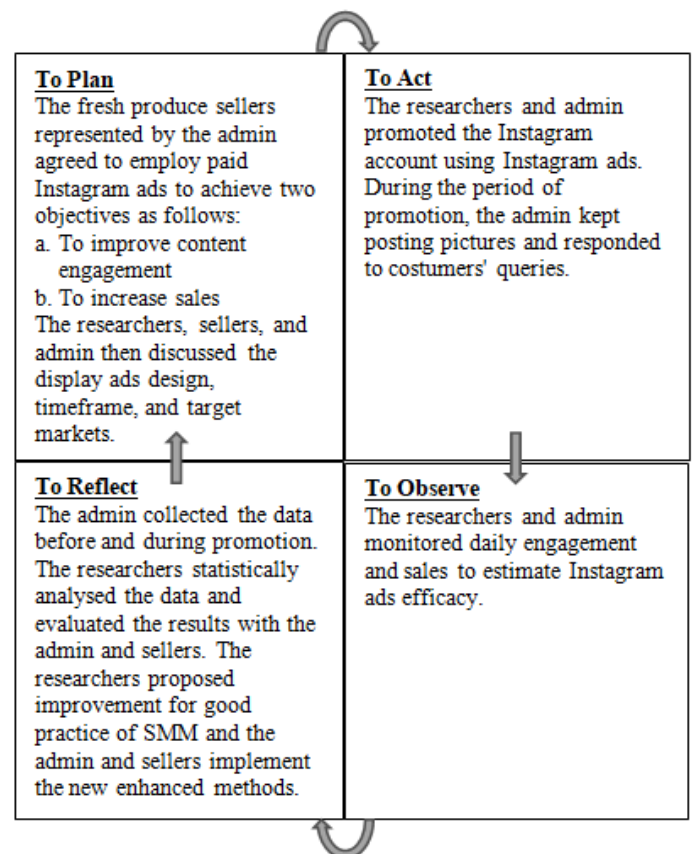 To Plan
The fresh produce sellers
represented by the admin
agreed to employ paid
Instagram ads to achieve two
objectives as follows:
a. To improve content
engagement
b. To increase sales
The researchers, sellers, and
admin then discussed the
display ads design,
timeframe, and target
markets.
To Act
The researchers and admin
promoted the Instagram
account using Instagram ads.
During the period of
promotion, the admin kept
posting pictures and responded
to costumers' queries.
To Reflect
The admin collected the data
before and during promotion.
The researchers statistically
analysed the data and
evaluated the results with the
admin and sellers. The
researchers proposed
improvement for good
practice of SMM and the
admin and sellers implement
the new enhanced methods.
To Observe
The researchers and admin
monitored daily engagement
and sales to estimate Instagram
ads efficacy.